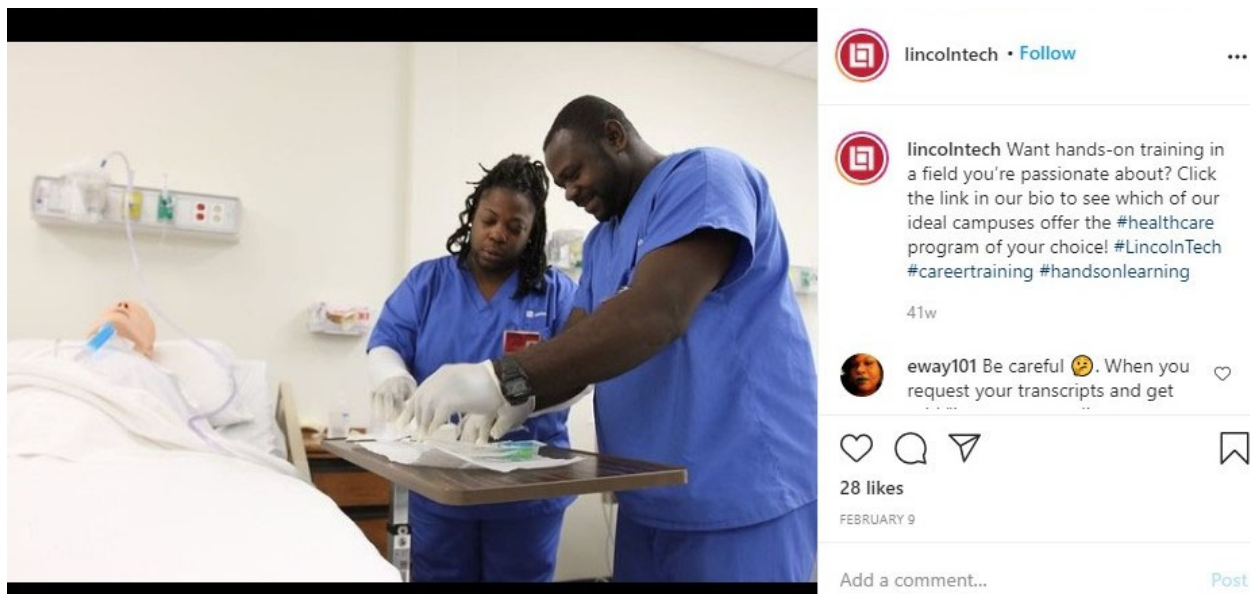 lincolntech • Follow
lincolntech Want hands-on training in
a field you're passionate about? Click
the link in our bio to see which of our
ideal campuses offer the #healthcare
program of your choice! #LincolnTech
#careertraining #handsonlearning
41w
eway101 Be careful 🤔. When you
request your transcripts and get
28 likes
FEBRUARY 9
Add a comment... Post